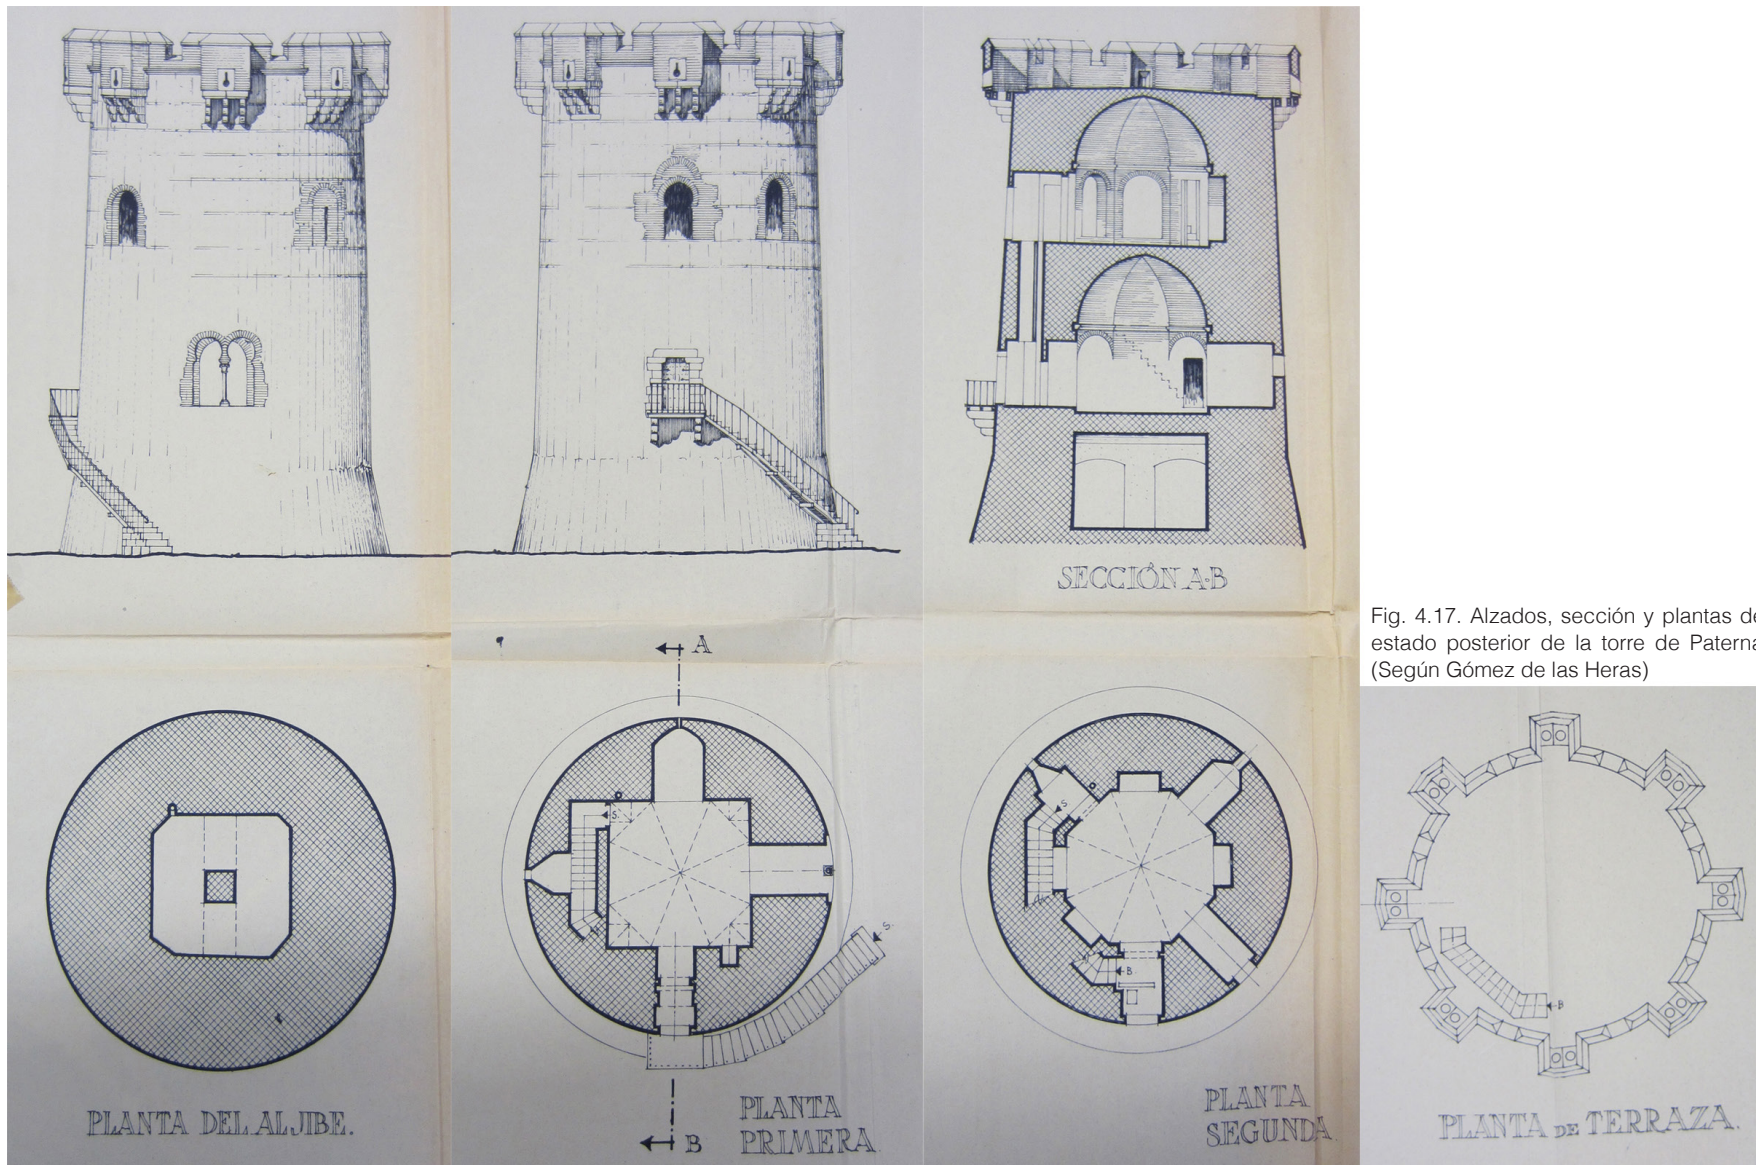 SECCIÓN A-B
Fig. 4.17. Alzados, sección y plantas de
estado posterior de la torre de Paterna
(Según Gómez de las Heras)
A
B
S.
S.
S.
B
B
PLANTA DEL ALJIBE.
PLANTA
PRIMERA
PLANTA
SEGUNDA
PLANTA DE TERRAZA.